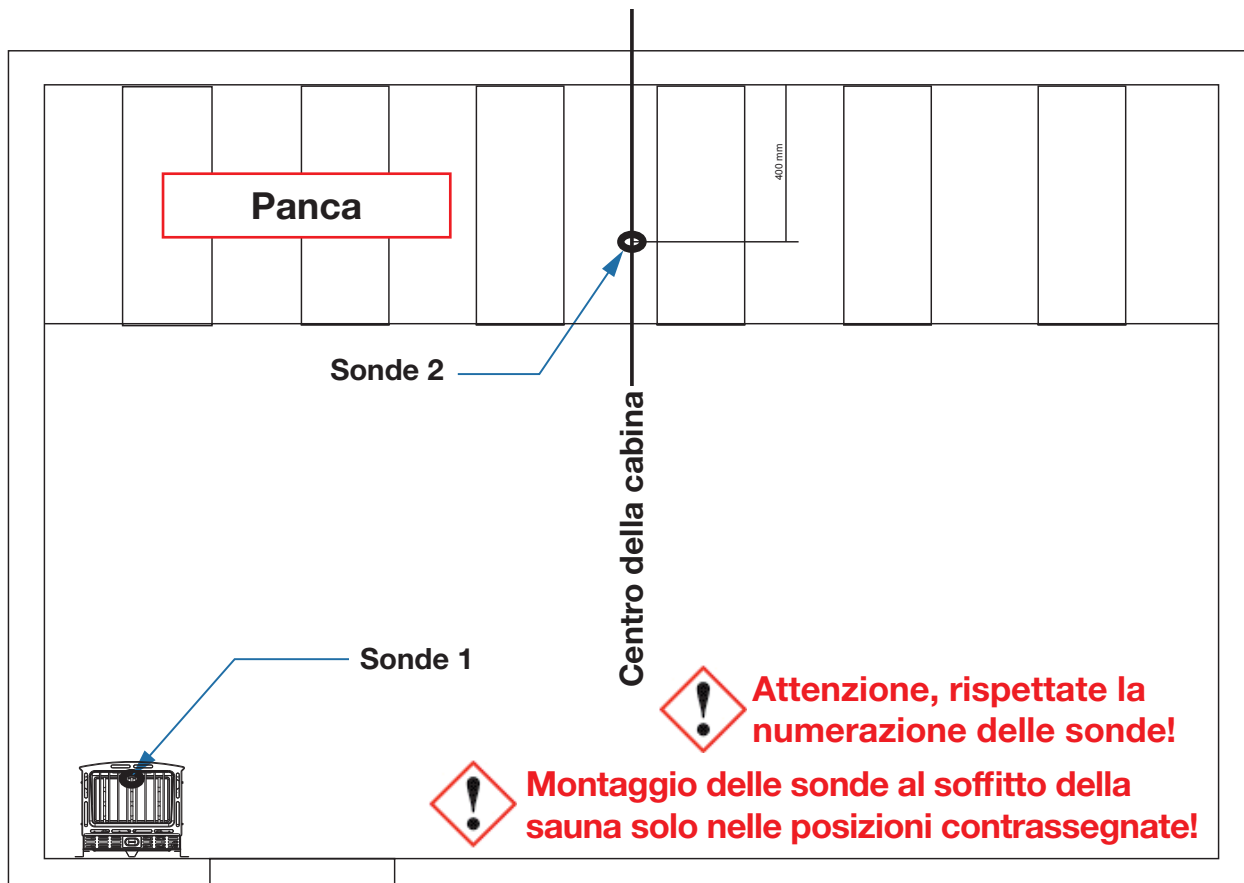 400 mm
Panca
Sonde 2
Centro della cabina
Sonde 1
Attenzione, rispettate la
numerazione delle sonde!
Montaggio delle sonde al soffitto della
sauna solo nelle posizioni contrassegnate!